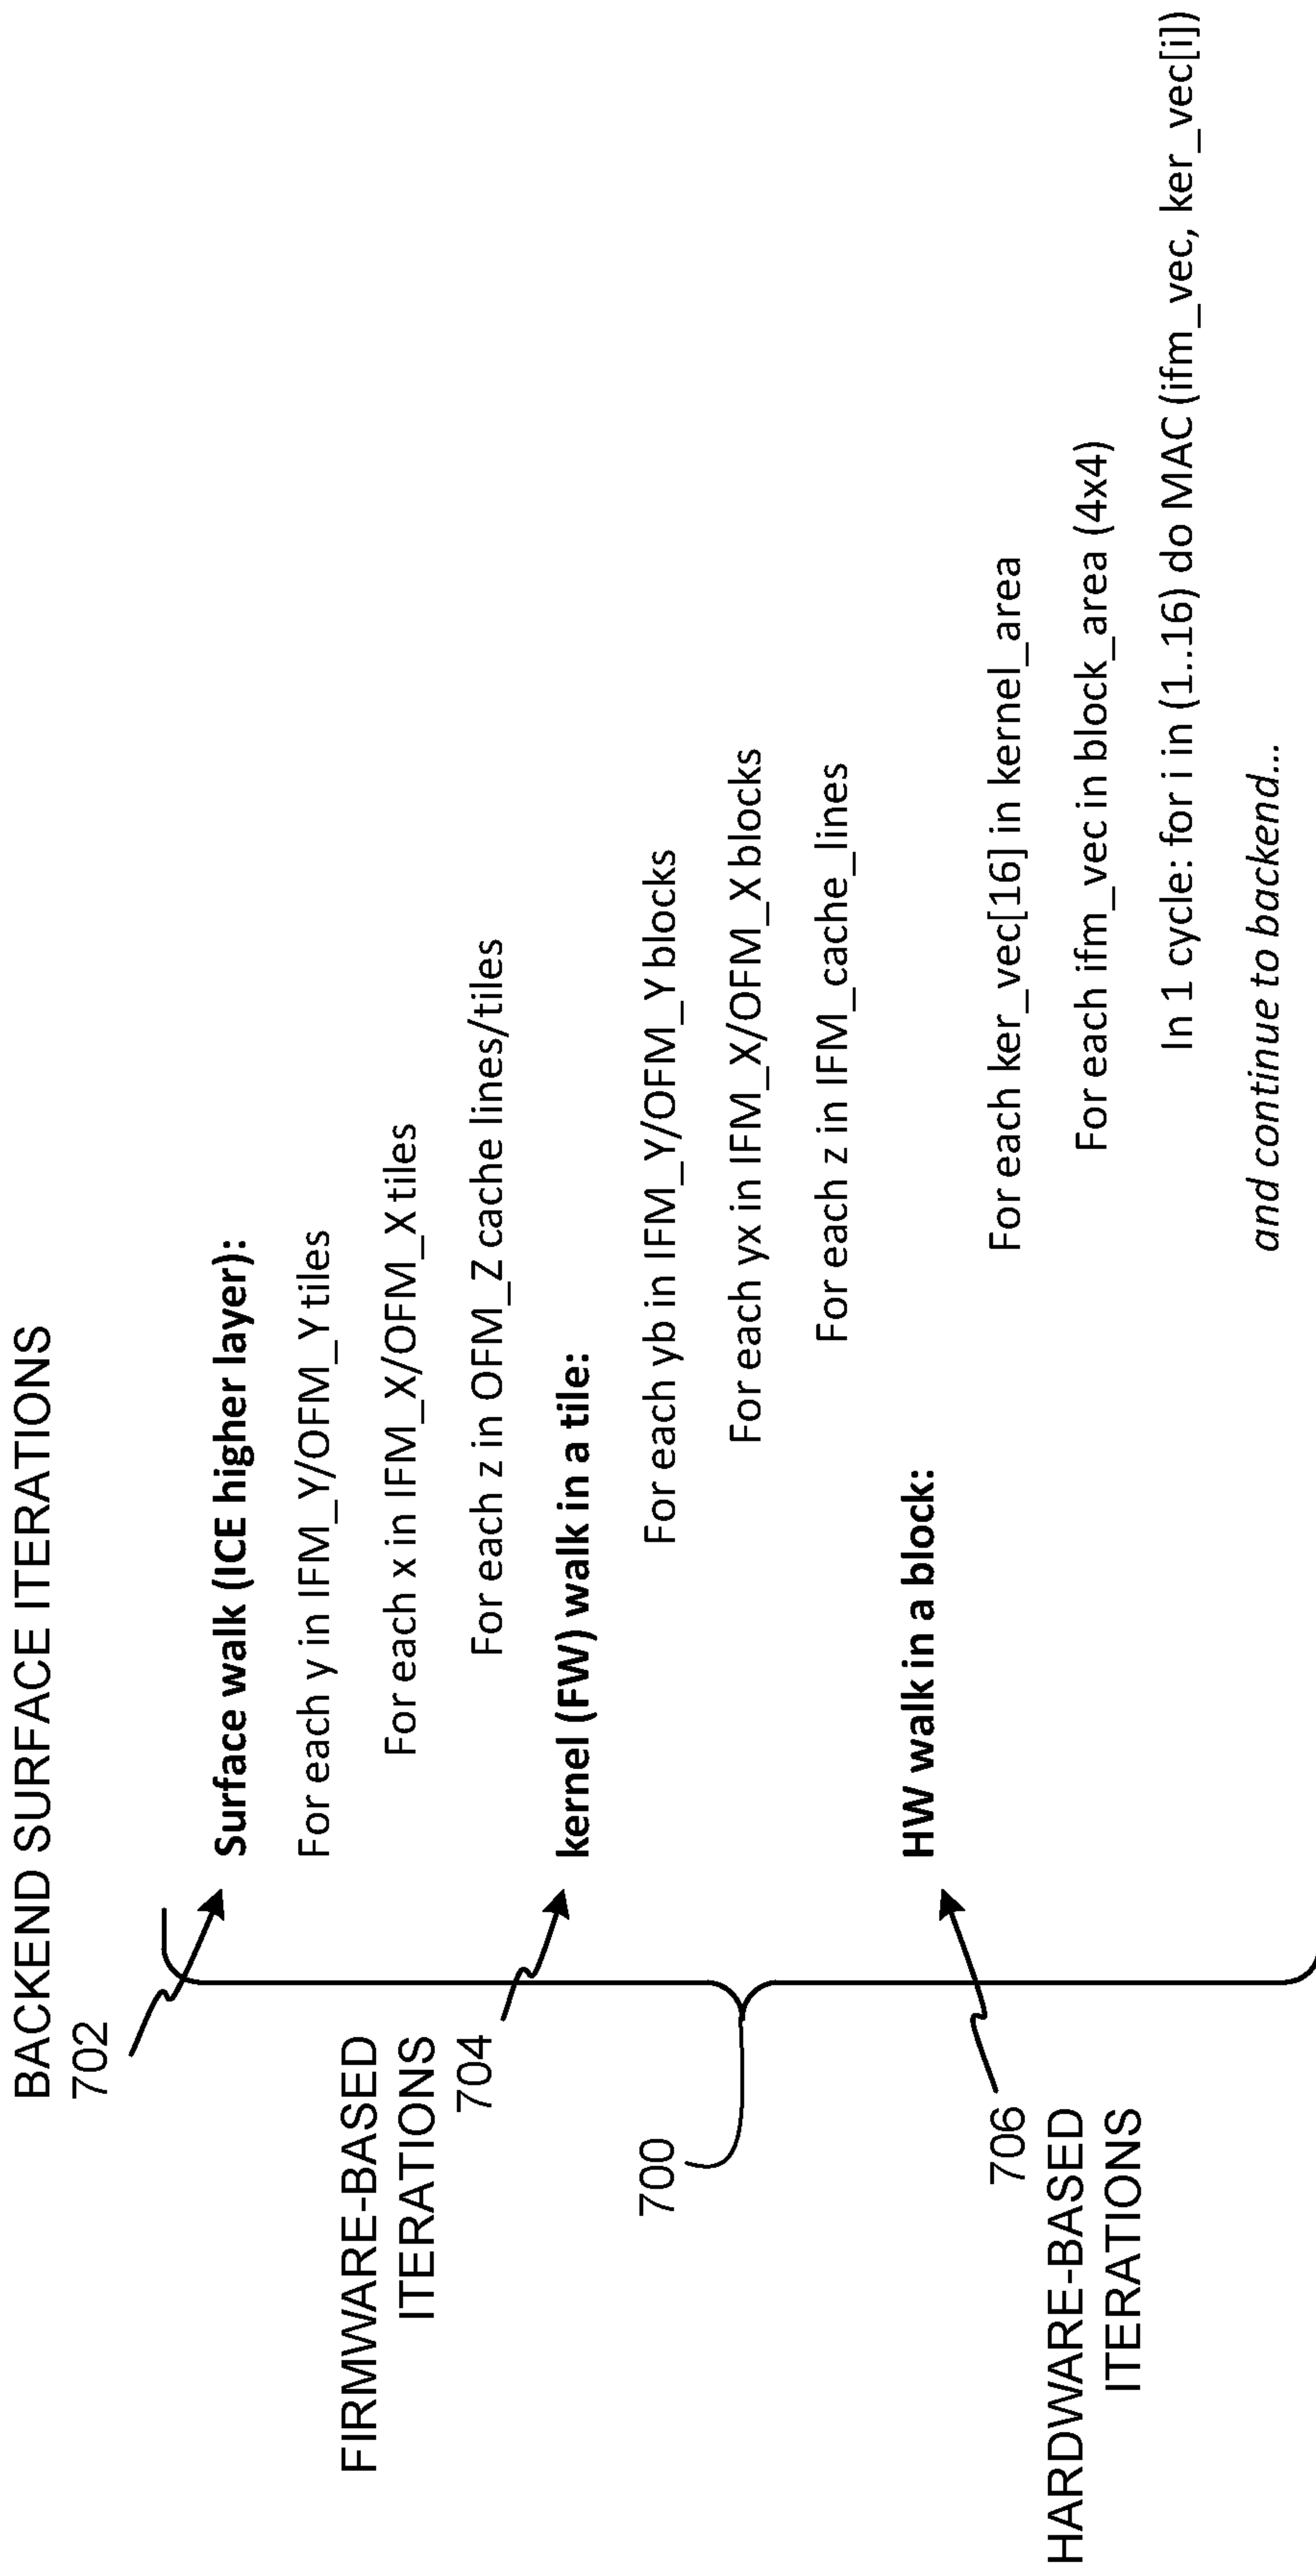 BACKEND SURFACE ITERATIONS
702
Surface walk (ICE higher layer):
For each y in IFM_Y/OFM_Y tiles
For each x in IFM_X/OFM_X tiles
For each z in OFM_Z cache lines/tiles
FIRMWARE-BASED
ITERATIONS
704
kernel (FW) walk in a tile:
For each yb in IFM_Y/OFM_Y blocks
For each yx in IFM_X/OFM_X blocks
For each z in IFM_cache_lines
700
HW walk in a block:
706
HARDWARE-BASED
ITERATIONS
For each ker_vec[16] in kernel_area
For each ifm_vec in block_area (4x4)
In 1 cycle: for i in (1..16) do MAC (ifm_vec, ker_vec[i])
and continue to backend...